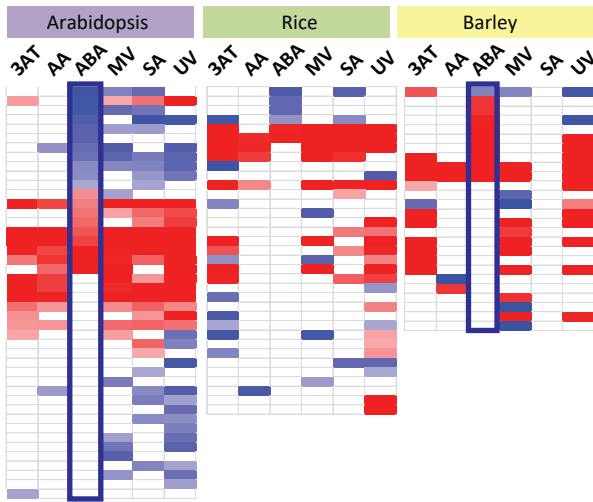 Arabidopsis Rice Barley
3AT AA ABA MV SA UV 3AT AA ABA MV SA UV 3AT AA ABA MV SA UV